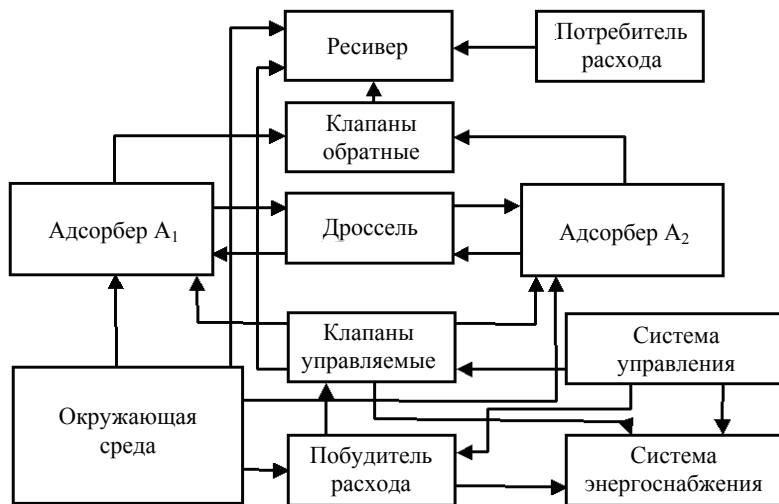 Ресивер
Потребитель
расхода
Клапаны
обратные
Адсорбер А₁
Дроссель
Адсорбер А₂
Клапаны
управляемые
Система
управления
Окружающая
среда
Побудитель
расхода
Система
энергоснабжения